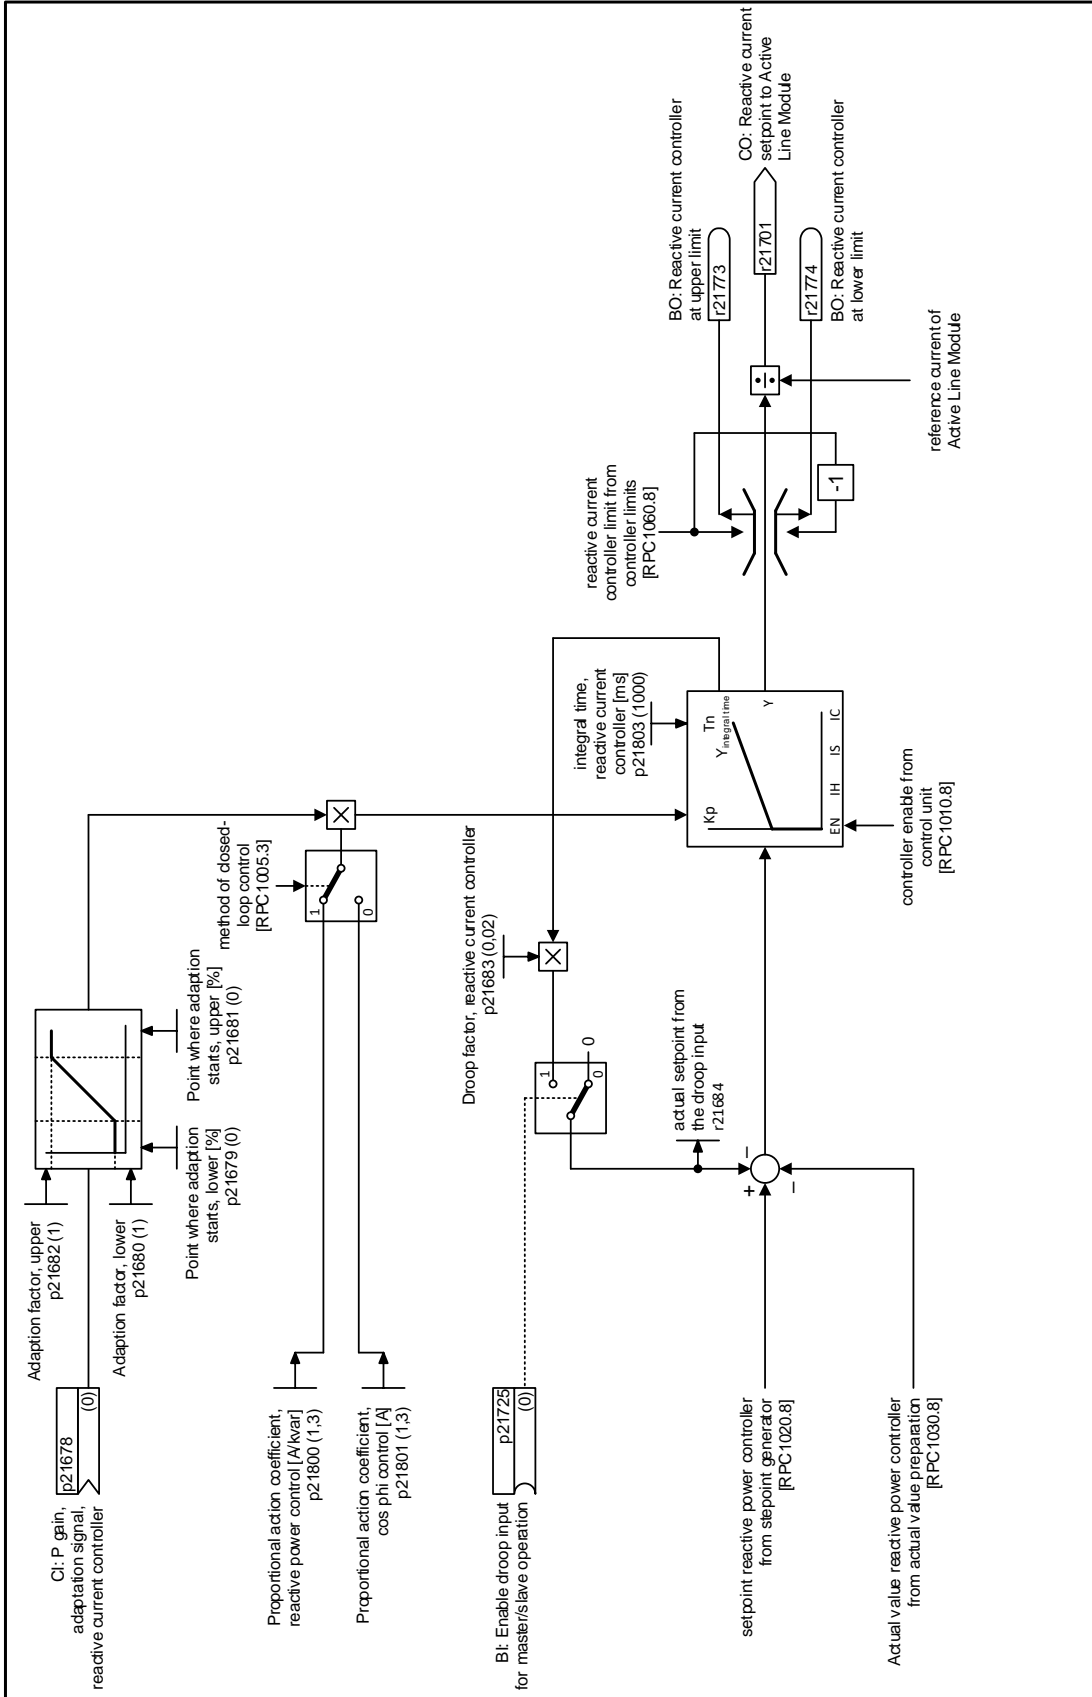 CI: P gain,
adaptation signal,
reactive current controller
p21678
(0)
Adaption factor, upper
p21682 (1)
Adaption factor, lower
p21680 (1)
Point where adaption
starts, lower [%]
p21679 (0)
Point where adaption
starts, upper [%]
p21681 (0)
method of closed-
loop control
[RPC1005.3]
1
0
Proportional action coefficient,
reactive power control [A/kvar]
p21800 (1,3)
Proportional action coefficient,
cos phi control [A]
p21801 (1,3)
BI: Enable droop input
for master/slave operation
p21725
(0)
Droop factor, reactive current controller
p21683 (0,02)
1
0
0
actual setpoint from
the droop input
r21684
integral time,
reactive current
controller [ms]
p21803 (1000)
Kp
Tn
Y integral time
Y
EN IH IS IC
controller enable from
control unit
[RPC1010.8]
setpoint reactive power controller
from stepoint generator
[RPC1020.8]
Actual value reactive power controller
from actual value preparation
[RPC1030.8]
+
–
–
reactive current
controller limit from
controller limits
[RPC1060.8]
-1
reference current of
Active Line Module
BO: Reactive current controller
at upper limit
r21773
CO: Reactive current
setpoint to Active
Line Module
r21701
r21774
BO: Reactive current controller
at lower limit